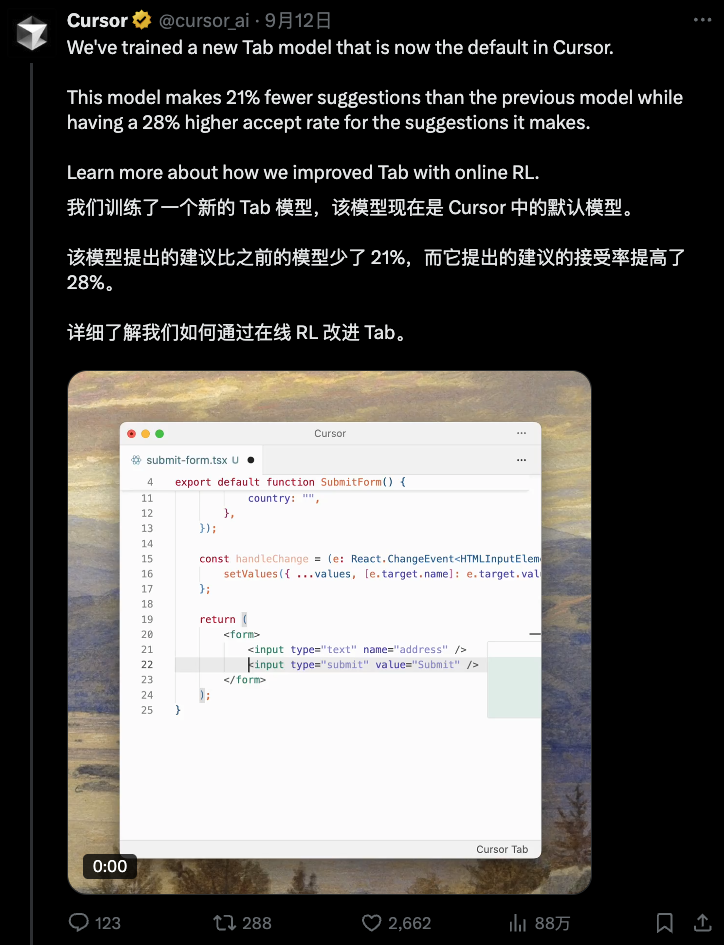 Cursor @cursor_ai · 9月12日
We've trained a new Tab model that is now the default in Cursor.
This model makes 21% fewer suggestions than the previous model while
having a 28% higher accept rate for the suggestions it makes.
Learn more about how we improved Tab with online RL.
我们训练了一个新的 Tab 模型，该模型现在是 Cursor 中的默认模型。
该模型提出的建议比之前的模型少了 21%，而它提出的建议的接受率提高了
28%。
详细了解我们如何通过在线 RL 改进 Tab。
Cursor
submit-form.tsx U
4 export default function SubmitForm() {
11 country: "",
12 },
13 });
14
15 const handleChange = (e: React.ChangeEvent<HTMLInputElem
16 setValues({ ...values, [e.target.name]: e.target.val
17 };
18
19 return (
20 <form>
21 <input type="text" name="address" />
22 <input type="submit" value="Submit" />
23 </form>
24 );
25 }
Cursor Tab
0:00
123 288 2,662 88万